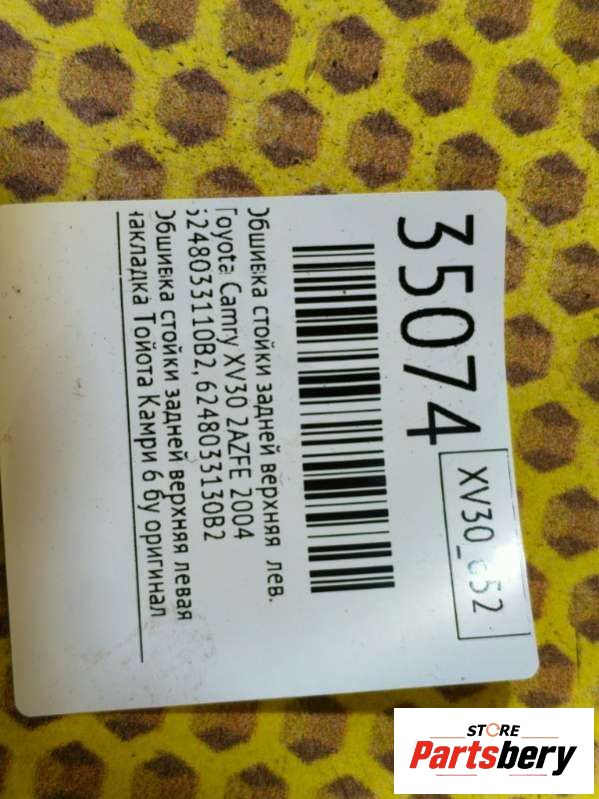 35074
XV30_c52
Обшивка стойки задней верхняя лев.
Toyota Camry XV30 2AZFE 2004
6248033110B2, 6248033130B2
Обшивка стойки задней верхняя левая
накладка Тойота Камри 6 бу оригинал
STORE
Partsbery